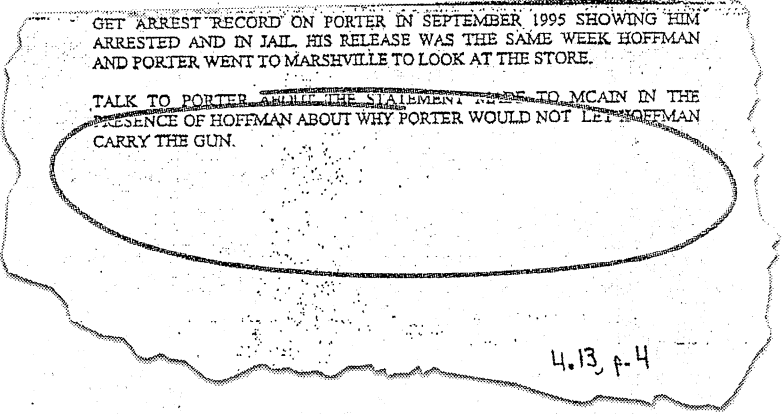 GET ARREST RECORD ON PORTER IN SEPTEMBER 1995 SHOWING HIM
ARRESTED AND IN JAIL. HIS RELEASE WAS THE SAME WEEK HOFFMAN
AND PORTER WENT TO MARSHVILLE TO LOOK AT THE STORE.
TALK TO PORTER ABOUT THE STATEMENT MADE TO MCAIN IN THE
PRESENCE OF HOFFMAN ABOUT WHY PORTER WOULD NOT LET HOFFMAN
CARRY THE GUN.
4.13, p. 4